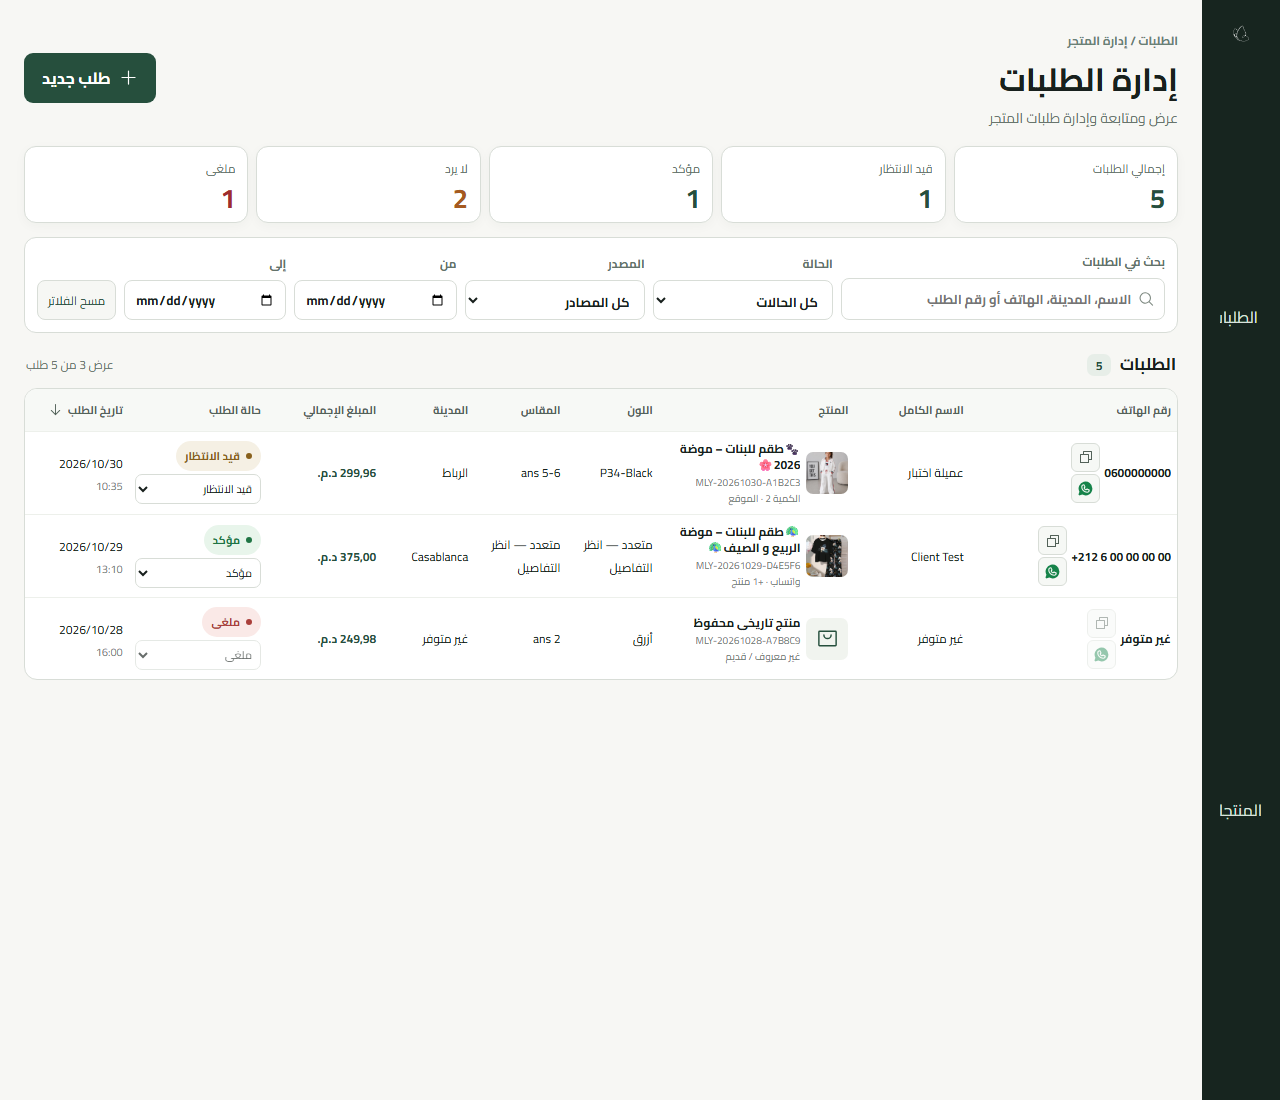 الطلبات / إدارة المتجر
إدارة الطلبات
عرض ومتابعة وإدارة طلبات المتجر
طلب جديد
إجمالي الطلبات
5
قيد الانتظار
1
مؤكد
1
لا يرد
2
ملغى
1
بحث في الطلبات
الاسم، المدينة، الهاتف أو رقم الطلب
الحالة
كل الحالات
المصدر
كل المصادر
من
mm/dd/yyyy
إلى
mm/dd/yyyy
مسح الفلاتر
الطلبات 5
عرض 3 من 5 طلب
رقم الهاتف الاسم الكامل المنتج اللون المقاس المدينة المبلغ الإجمالي حالة الطلب تاريخ الطلب
0600000000
عميلة اختبار
🐾 طقم للبنات – موضة
2026 🌸
MLY-20261030-A1B2C3
الكمية 2 · الموقع
P34-Black
5-6 ans
الرباط
299,96 د.م.
قيد الانتظار
قيد الانتظار
2026/10/30
10:35
+212 6 00 00 00 00
Client Test
🦚 طقم للبنات – موضة
الربيع و الصيف 🦚
MLY-20261029-D4E5F6
واتساب · +1 منتج
متعدد — انظر
التفاصيل
متعدد — انظر
التفاصيل
Casablanca
375,00 د.م.
مؤكد
مؤكد
2026/10/29
13:10
غير متوفر
غير متوفر
منتج تاريخي محفوظ
MLY-20261028-A7B8C9
غير معروف / قديم
أزرق
2 ans
غير متوفر
249,98 د.م.
ملغى
ملغى
2026/10/28
16:00